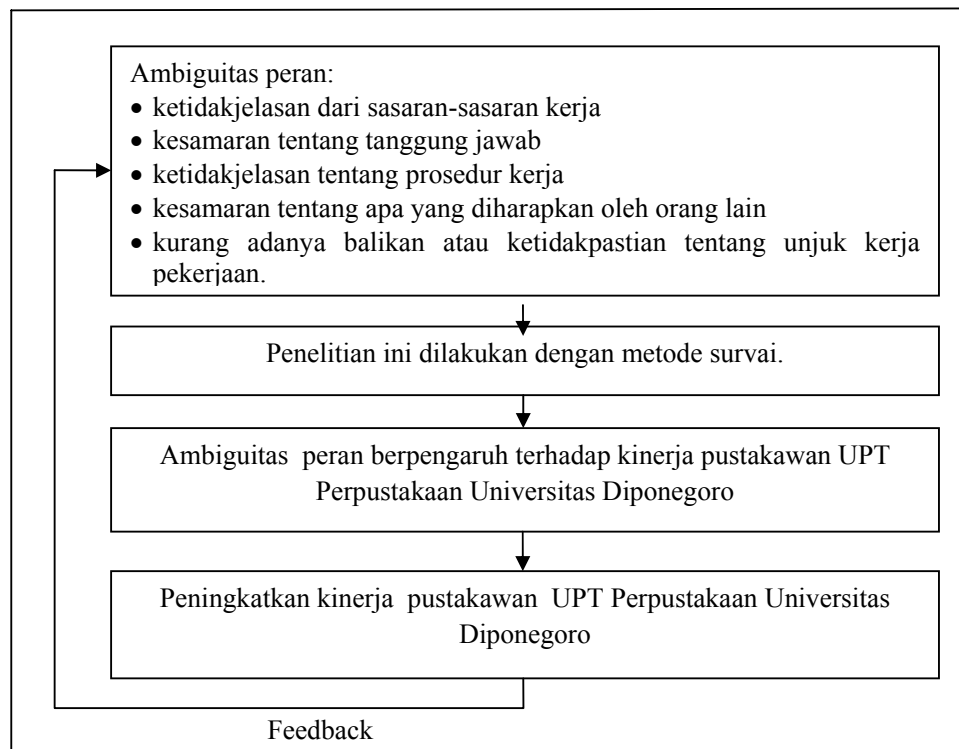 Ambiguitas peran:
• ketidakjelasan dari sasaran-sasaran kerja
• kesamaran tentang tanggung jawab
• ketidakjelasan tentang prosedur kerja
• kesamaran tentang apa yang diharapkan oleh orang lain
• kurang adanya balikan atau ketidakpastian tentang unjuk kerja
pekerjaan.
Penelitian ini dilakukan dengan metode survai.
Ambiguitas peran berpengaruh terhadap kinerja pustakawan UPT
Perpustakaan Universitas Diponegoro
Peningkatkan kinerja pustakawan UPT Perpustakaan Universitas
Diponegoro
Feedback